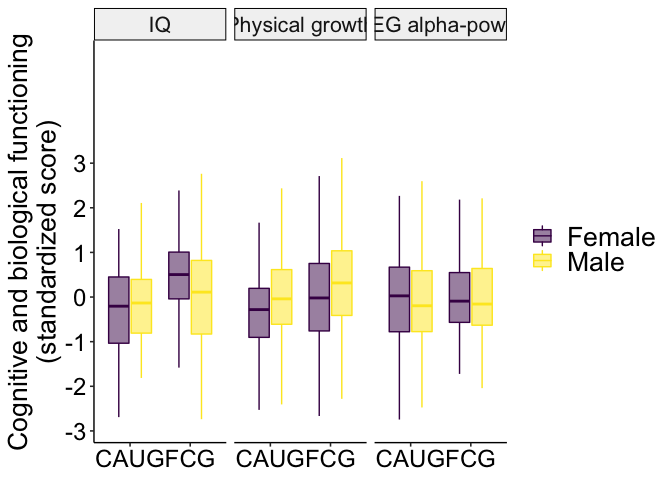 IQ
Physical growth
EG alpha-pow
Cognitive and biological functioning
(standardized score)
3
2
1
0
-1
-2
-3
CAUGFCG
CAUGFCG
CAUGFCG
Female
Male